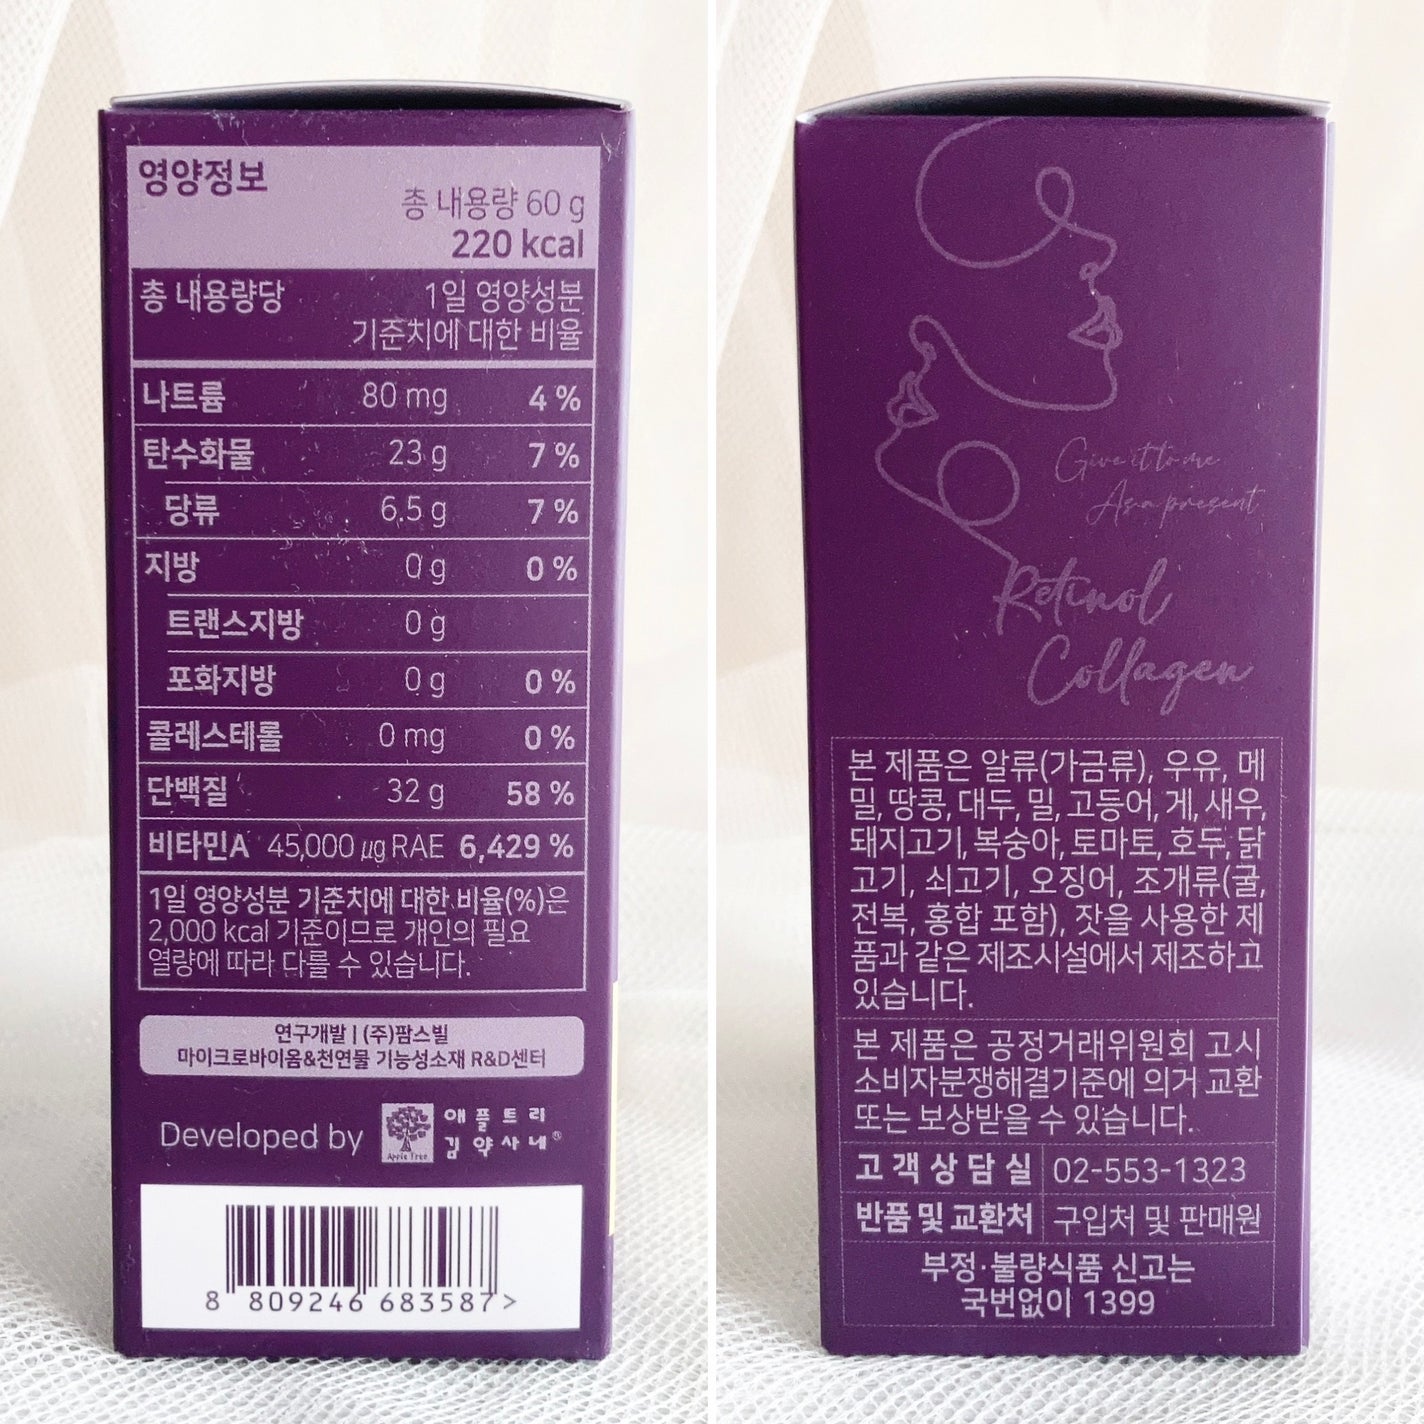 영양정보
총 내용량 60 g
220 kcal
총 내용량당 1일 영양성분
기준치에 대한 비율
나트륨 80 mg 4 %
탄수화물 23 g 7 %
당류 6.5 g 7 %
지방 0 g 0 %
트랜스지방 0 g
포화지방 0 g 0 %
콜레스테롤 0 mg 0 %
단백질 32 g 58 %
비타민A 45,000 ㎍ RAE 6,429 %
1일 영양성분 기준치에 대한 비율(%)은
2,000 kcal 기준이므로 개인의 필요
열량에 따라 다를 수 있습니다.
연구개발 | (주)팜스빌
마이크로바이옴&천연물 기능성소재 R&D센터
Developed by
Apple Tree
애플트리
김약사네®
8 809246 683587 >
Give it to me
As a present
Retinol
Collagen
본 제품은 알류(가금류), 우유, 메
밀, 땅콩, 대두, 밀, 고등어, 게, 새우,
돼지고기, 복숭아, 토마토, 호두, 닭
고기, 쇠고기, 오징어, 조개류(굴,
전복, 홍합 포함), 잣을 사용한 제
품과 같은 제조시설에서 제조하고
있습니다.
본 제품은 공정거래위원회 고시
소비자분쟁해결기준에 의거 교환
또는 보상받을 수 있습니다.
고객상담실 02-553-1323
반품 및 교환처 구입처 및 판매원
부정·불량식품 신고는
국번없이 1399